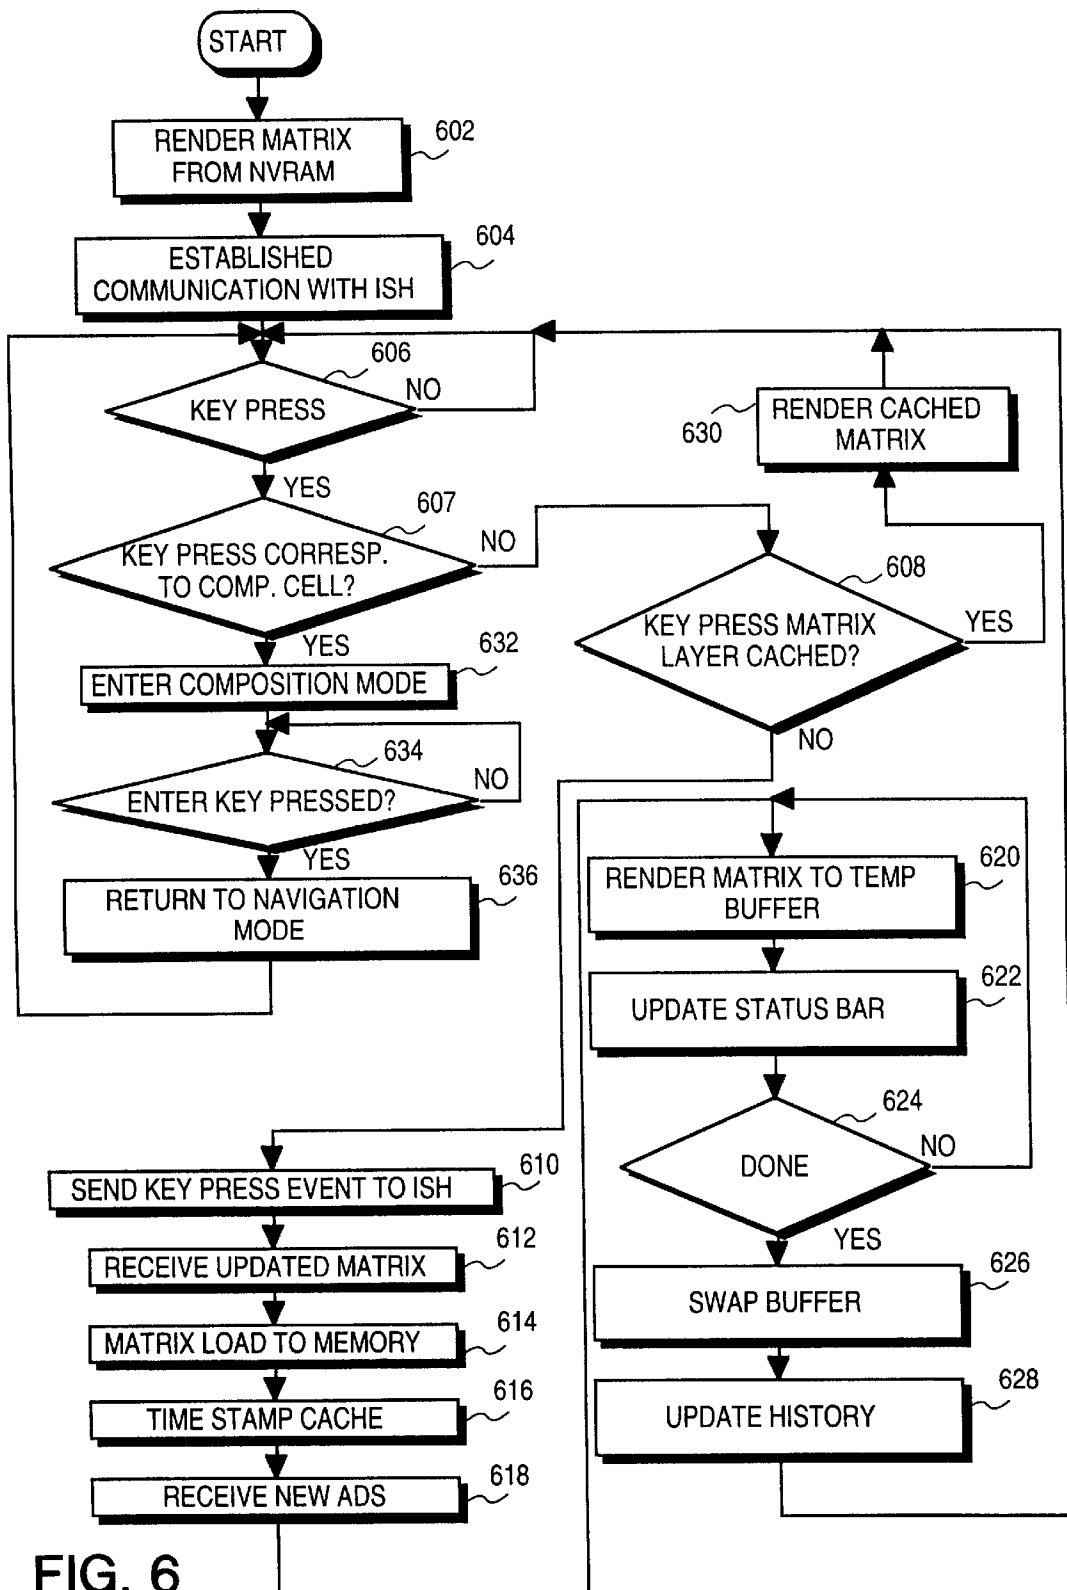 START
RENDER MATRIX
FROM NVRAM
602
ESTABLISHED
COMMUNICATION WITH ISH
604
606
KEY PRESS
NO
YES
607
KEY PRESS CORRESP.
TO COMP. CELL?
NO
YES
632
ENTER COMPOSITION MODE
634
ENTER KEY PRESSED?
NO
YES
636
RETURN TO NAVIGATION
MODE
630
RENDER CACHED
MATRIX
608
KEY PRESS MATRIX
LAYER CACHED?
YES
NO
610
SEND KEY PRESS EVENT TO ISH
612
RECEIVE UPDATED MATRIX
614
MATRIX LOAD TO MEMORY
616
TIME STAMP CACHE
618
RECEIVE NEW ADS
620
RENDER MATRIX TO TEMP
BUFFER
622
UPDATE STATUS BAR
624
DONE
NO
YES
626
SWAP BUFFER
628
UPDATE HISTORY
FIG. 6